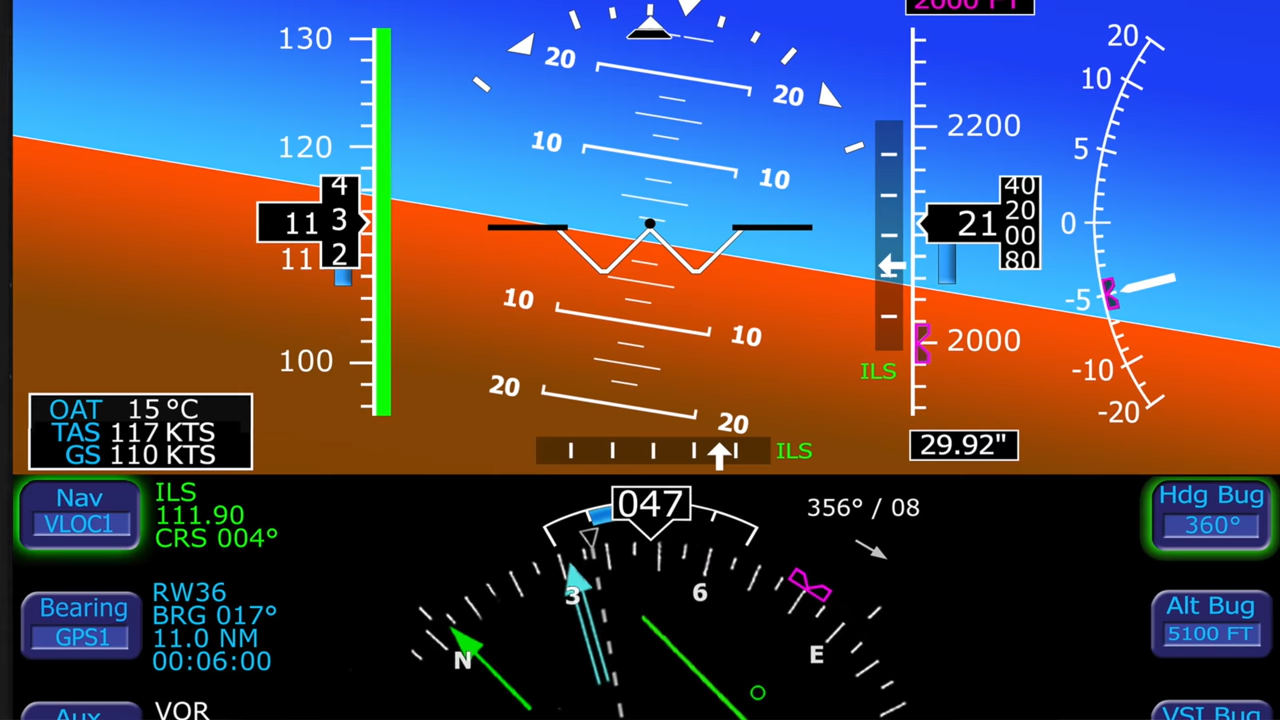 2000 FT
130
120
11
100
4
11 3
2
20 20
10 10
10 10
20 20
2200
2000
40
21 20
00
80
20
10
5
0
-5
-10
-20
ILS
ILS
29.92"
OAT 15 °C
TAS 117 KTS
GS 110 KTS
Nav
VLOC1
ILS
111.90
CRS 004°
047
356° / 08
Hdg Bug
360°
Bearing
GPS1
RW36
BRG 017°
11.0 NM
00:06:00
N 3 6 E
Alt Bug
5100 FT
Aux
VOR
VSI Bug